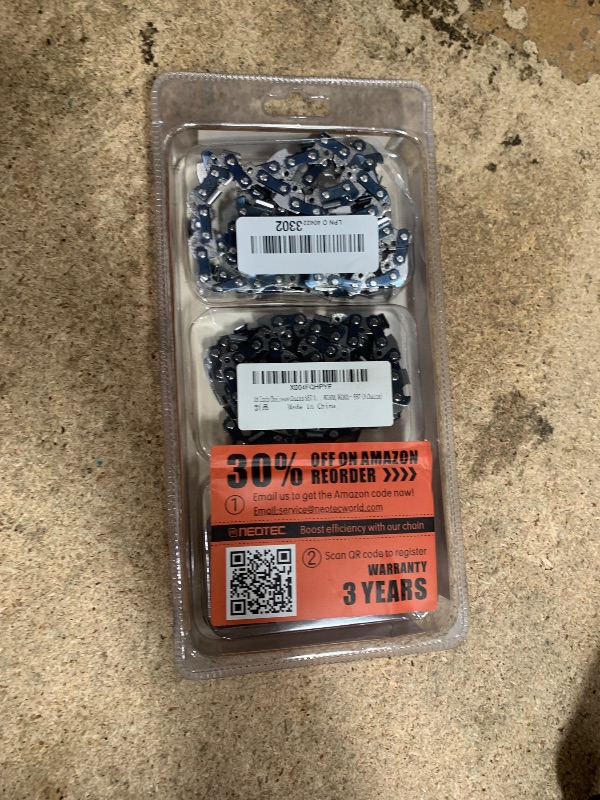 LPN O 40422 3302
X004FQHPYF
Made in China
30% OFF ON AMAZON
REORDER >>>>
1 Email us to get the Amazon code now!
Email:service@neotecworld.com
NEOTEC Boost efficiency with our chain
2 Scan QR code to register
WARRANTY
3 YEARS